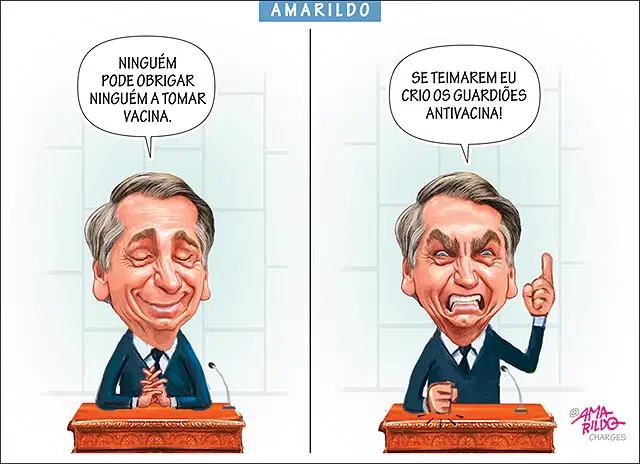 AMARILDO
NINGUÉM
PODE OBRIGAR
NINGUÉM A TOMAR
VACINA.
SE TEIMAREM EU
CRIO OS GUARDIÕES
ANTIVACINA!
@AMA
RILDO
CHARGES